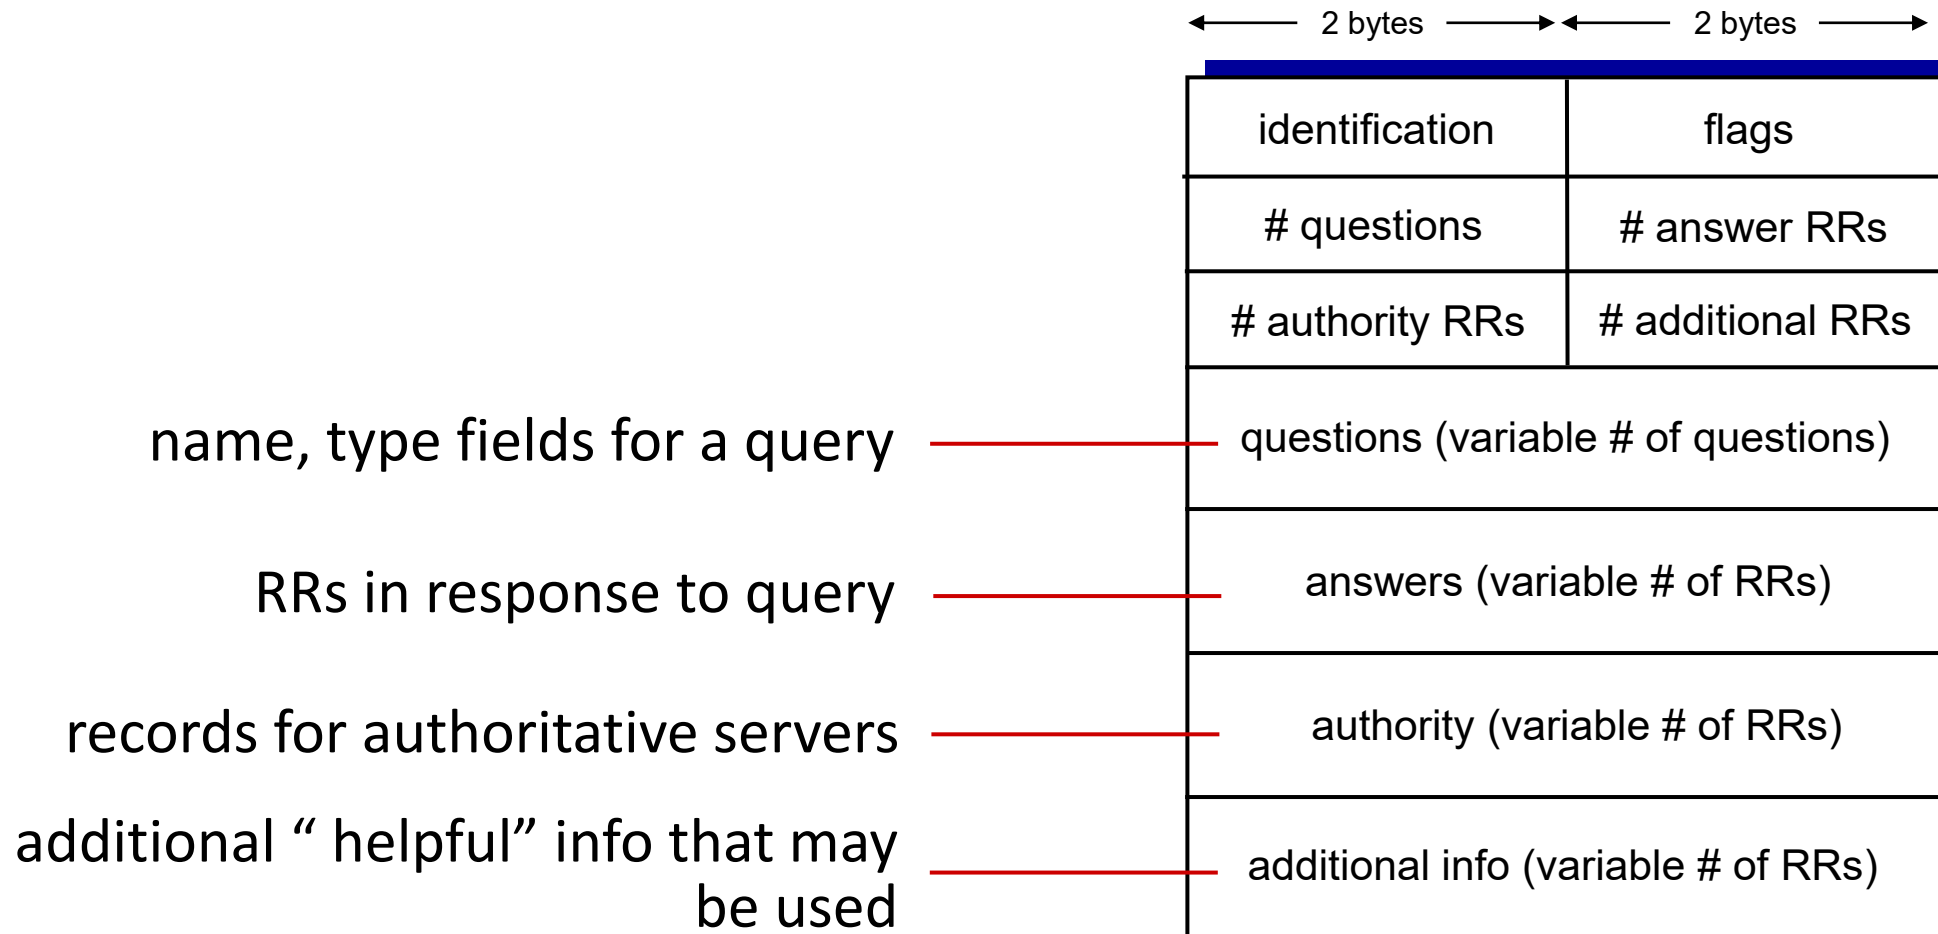 2 bytes 2 bytes
identification flags
# questions # answer RRs
# authority RRs # additional RRs
name, type fields for a query questions (variable # of questions)
RRs in response to query answers (variable # of RRs)
records for authoritative servers authority (variable # of RRs)
additional “ helpful” info that may
be used
additional info (variable # of RRs)